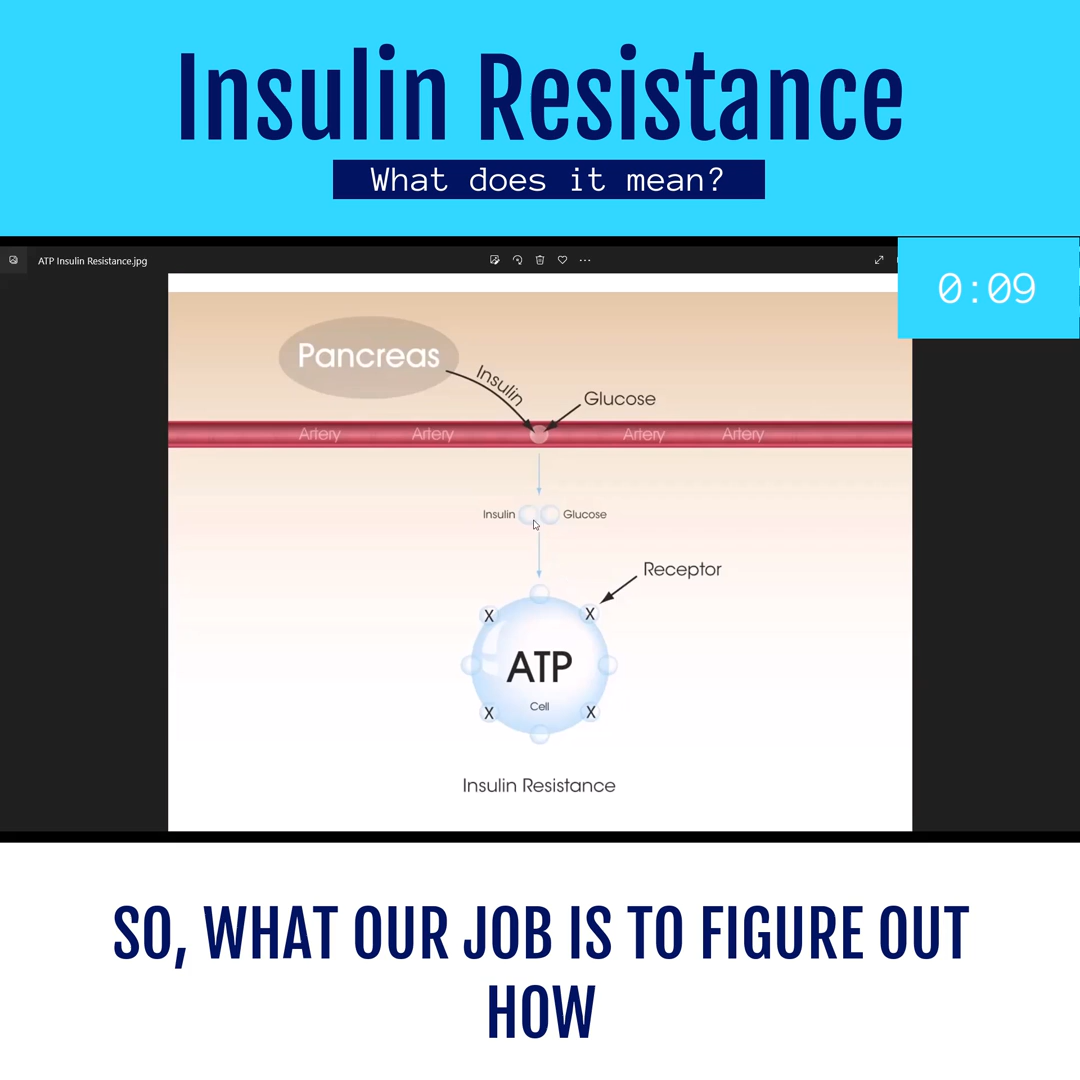 Insulin Resistance
What does it mean?
ATP Insulin Resistance.jpg
0:09
Pancreas
Insulin
Glucose
Artery Artery Artery Artery
Insulin Glucose
Receptor
X X
ATP
Cell
X X
Insulin Resistance
SO, WHAT OUR JOB IS TO FIGURE OUT
HOW